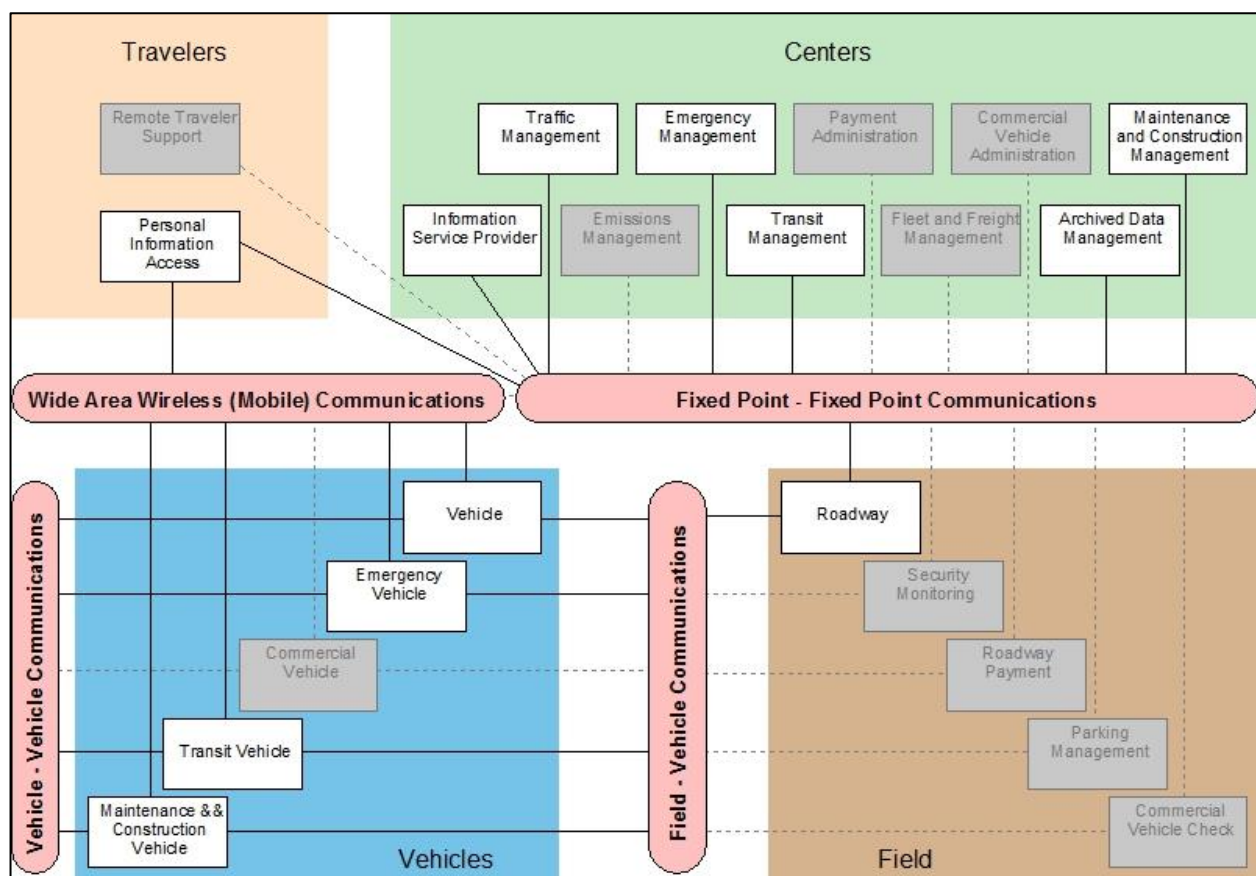 Travelers
Centers
Remote Traveler
Support
Traffic
Management
Emergency
Management
Payment
Administration
Commercial
Vehicle
Administration
Maintenance
and Construction
Management
Personal
Information
Access
Information
Service Provider
Emissions
Management
Transit
Management
Fleet and Freight
Management
Archived Data
Management
Wide Area Wireless (Mobile) Communications
Fixed Point - Fixed Point Communications
Vehicle - Vehicle Communications
Field - Vehicle Communications
Vehicle
Roadway
Emergency
Vehicle
Security
Monitoring
Commercial
Vehicle
Roadway
Payment
Transit Vehicle
Parking
Management
Maintenance &&
Construction
Vehicle
Commercial
Vehicle Check
Vehicles
Field